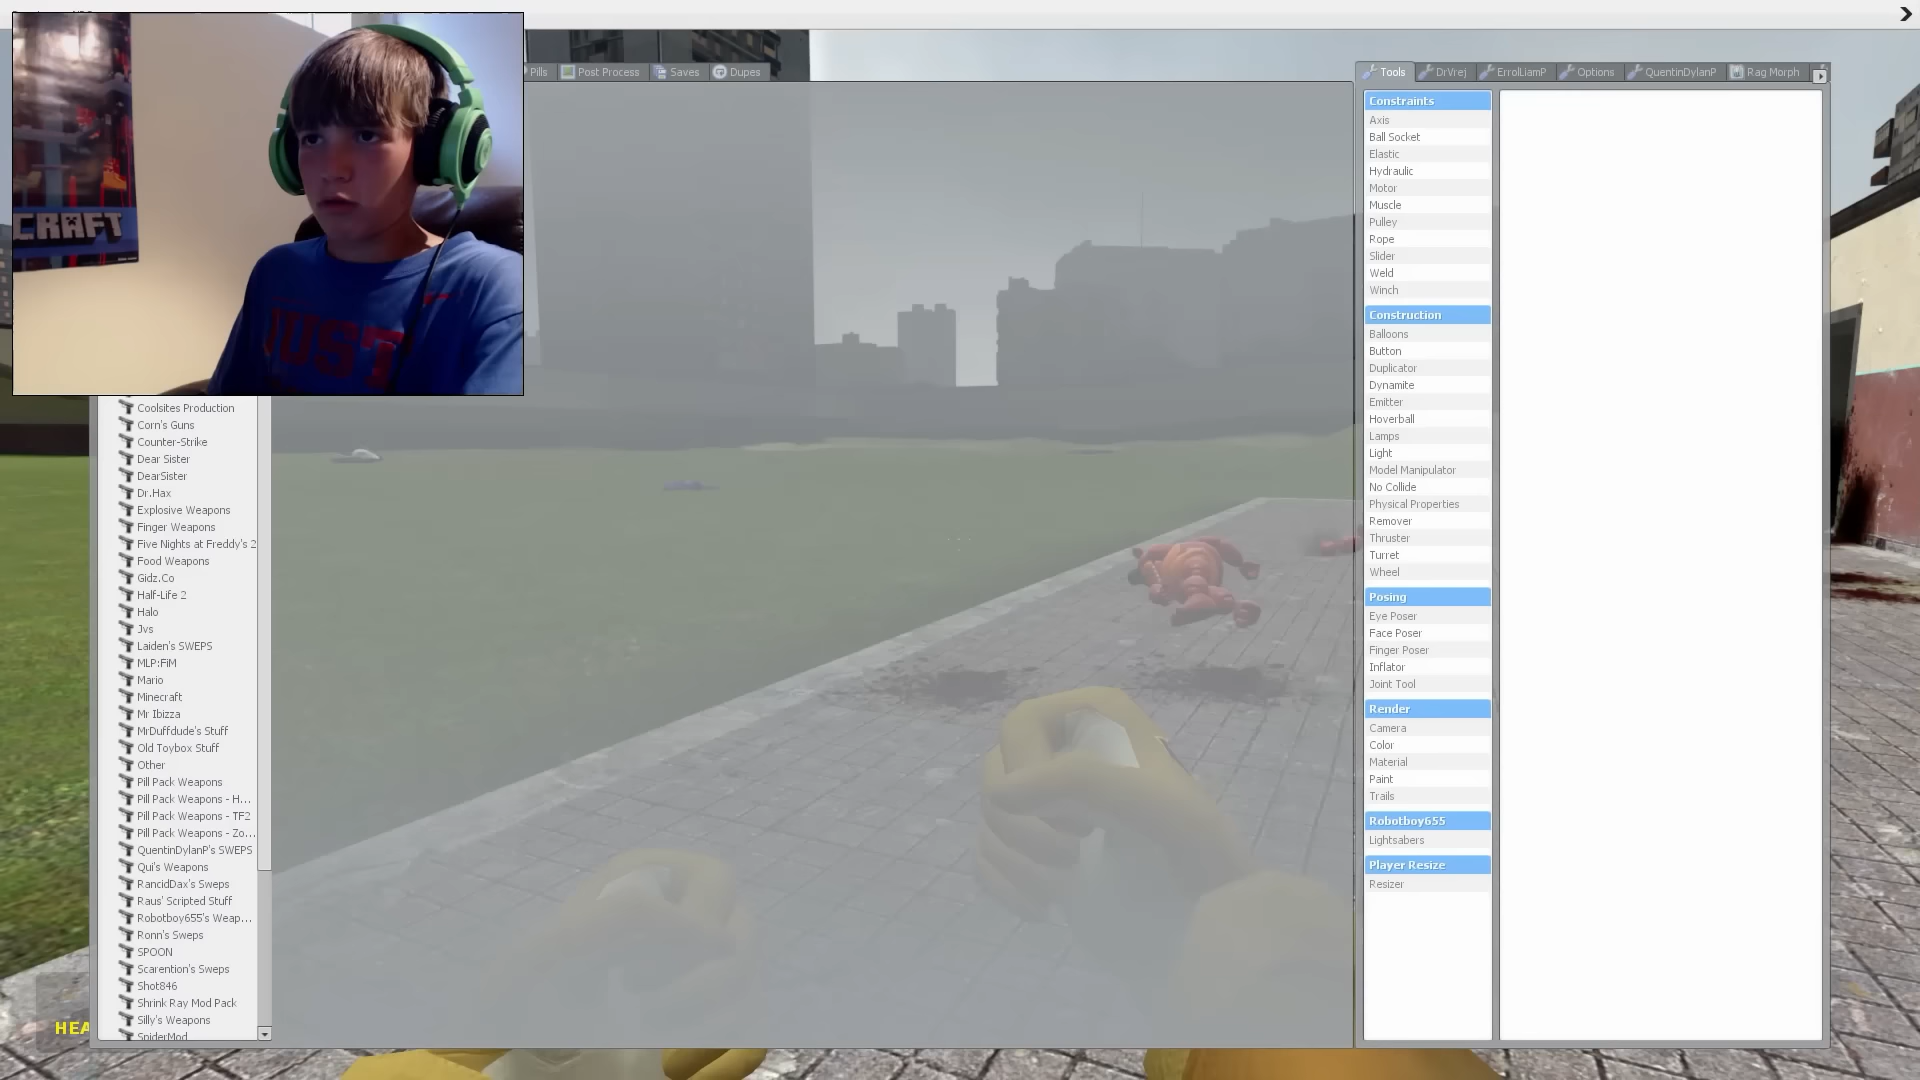 CRAFT
JUST
Pills
Post Process
Saves
Dupes
Coolsites Production
Corn's Guns
Counter-Strike
Dear Sister
DearSister
Dr.Hax
Explosive Weapons
Finger Weapons
Five Nights at Freddy's 2
Food Weapons
Gidz.Co
Half-Life 2
Halo
Jvs
Laiden's SWEPS
MLP:FiM
Mario
Minecraft
Mr Ibizza
MrDuffdude's Stuff
Old Toybox Stuff
Other
Pill Pack Weapons
Pill Pack Weapons - H...
Pill Pack Weapons - TF2
Pill Pack Weapons - Zo...
QuentinDylanP's SWEPS
Qui's Weapons
RancidDax's Sweps
Raus' Scripted Stuff
Robotboy655's Weap...
Ronn's Sweps
SPOON
Scarention's Sweps
Shot846
Shrink Ray Mod Pack
Silly's Weapons
SpiderMod
HEA
Tools
DrVrej
ErrolLiamP
Options
QuentinDylanP
Rag Morph
Constraints
Axis
Ball Socket
Elastic
Hydraulic
Motor
Muscle
Pulley
Rope
Slider
Weld
Winch
Construction
Balloons
Button
Duplicator
Dynamite
Emitter
Hoverball
Lamps
Light
Model Manipulator
No Collide
Physical Properties
Remover
Thruster
Turret
Wheel
Posing
Eye Poser
Face Poser
Finger Poser
Inflator
Joint Tool
Render
Camera
Color
Material
Paint
Trails
Robotboy655
Lightsabers
Player Resize
Resizer